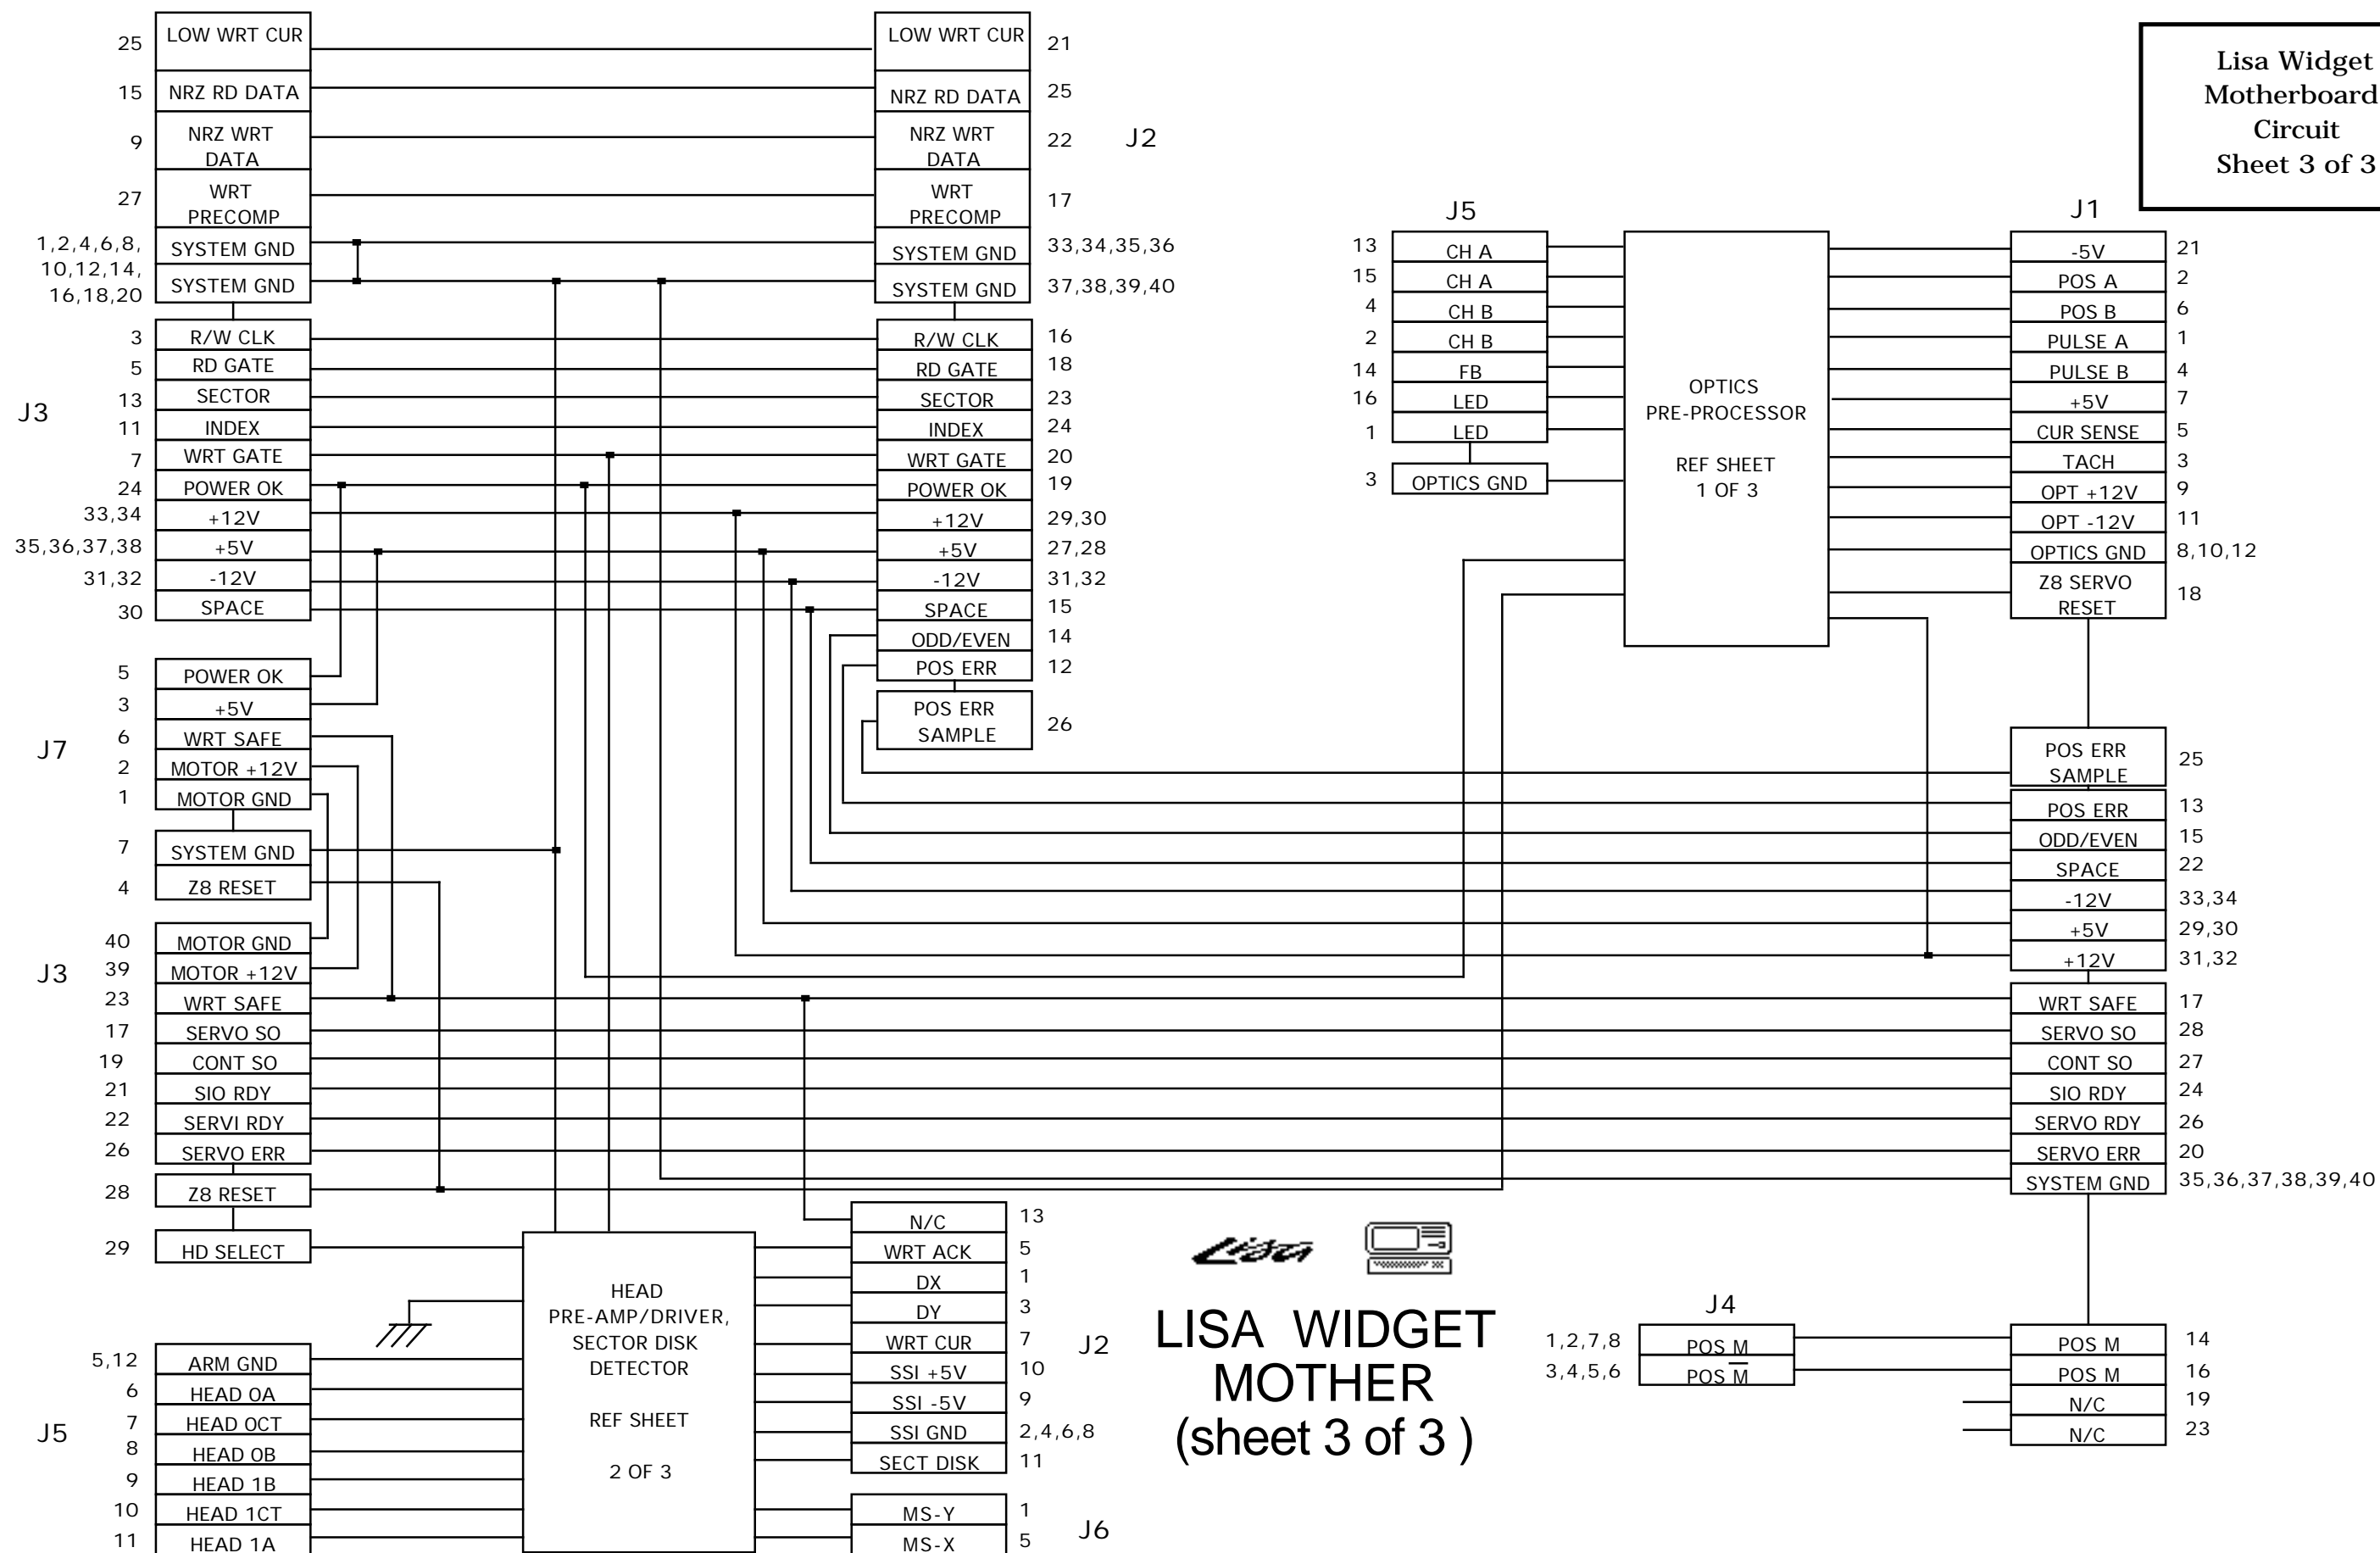 Lisa Widget
Motherboard
Circuit
Sheet 3 of 3
25 LOW WRT CUR
15 NRZ RD DATA
9 NRZ WRT
DATA
27 WRT
PRECOMP
1,2,4,6,8, SYSTEM GND
10,12,14,
16,18,20 SYSTEM GND
J3
3 R/W CLK
5 RD GATE
13 SECTOR
11 INDEX
7 WRT GATE
24 POWER OK
33,34 +12V
35,36,37,38 +5V
31,32 -12V
30 SPACE
J7
5 POWER OK
3 +5V
6 WRT SAFE
2 MOTOR +12V
1 MOTOR GND
7 SYSTEM GND
4 Z8 RESET
J3
40 MOTOR GND
39 MOTOR +12V
23 WRT SAFE
17 SERVO SO
19 CONT SO
21 SIO RDY
22 SERVI RDY
26 SERVO ERR
28 Z8 RESET
29 HD SELECT
J5
5,12 ARM GND
6 HEAD 0A
7 HEAD 0CT
8 HEAD 0B
9 HEAD 1B
10 HEAD 1CT
11 HEAD 1A
LOW WRT CUR 21
NRZ RD DATA 25
NRZ WRT
DATA 22
J2
WRT
PRECOMP 17
SYSTEM GND 33,34,35,36
SYSTEM GND 37,38,39,40
R/W CLK 16
RD GATE 18
SECTOR 23
INDEX 24
WRT GATE 20
POWER OK 19
+12V 29,30
+5V 27,28
-12V 31,32
SPACE 15
ODD/EVEN 14
POS ERR 12
POS ERR
SAMPLE 26
HEAD
PRE-AMP/DRIVER,
SECTOR DISK
DETECTOR
REF SHEET
2 OF 3
N/C 13
WRT ACK 5
DX 1
DY 3
WRT CUR 7
J2
SSI +5V 10
SSI -5V 9
SSI GND 2,4,6,8
SECT DISK 11
MS-Y 1
J6
MS-X 5
J5
13 CH A
15 CH A
4 CH B
2 CH B
14 FB
16 LED
1 LED
3 OPTICS GND
OPTICS
PRE-PROCESSOR
REF SHEET
1 OF 3
J1
-5V 21
POS A 2
POS B 6
PULSE A 1
PULSE B 4
+5V 7
CUR SENSE 5
TACH 3
OPT +12V 9
OPT -12V 11
OPTICS GND 8,10,12
Z8 SERVO
RESET 18
POS ERR
SAMPLE 25
POS ERR 13
ODD/EVEN 15
SPACE 22
-12V 33,34
+5V 29,30
+12V 31,32
WRT SAFE 17
SERVO SO 28
CONT SO 27
SIO RDY 24
SERVO RDY 26
SERVO ERR 20
SYSTEM GND 35,36,37,38,39,40
POS M 14
POS M 16
N/C 19
N/C 23
J4
1,2,7,8 POS M
3,4,5,6 POS M̅
Lisa
LISA WIDGET
MOTHER
(sheet 3 of 3 )